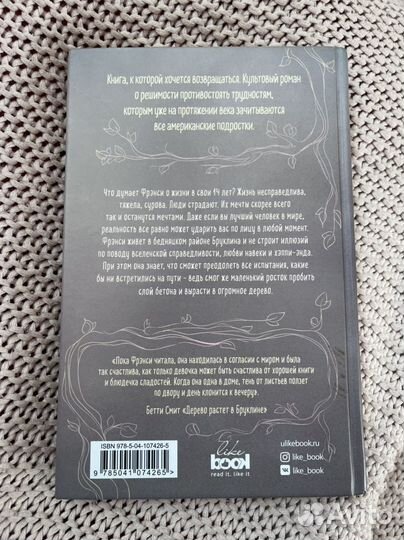 Книга, к которой хочется возвращаться. Культовый роман
о решимости противостоять трудностям,
которым уже на протяжении века зачитываются
все американские подростки.
Что думает Фрэнси о жизни в свои 14 лет? Жизнь несправедлива,
тяжела, сурова. Люди страдают. Их мечты скорее всего
так и останутся мечтами. Даже если вы лучший человек в мире,
реальность все равно может ударить вас по лицу в любой момент.
Фрэнси живет в бедняцком районе Бруклина и не строит иллюзий
по поводу вселенской справедливости, любви навеки и хэппи-энда.
При этом она знает, что сможет преодолеть все испытания, какие
бы ни встретились на пути - ведь смог же маленький росток пробить
слой бетона и вырасти в огромное дерево.
«Пока Фрэнси читала, она находилась в согласии с миром и была
так счастлива, как только девочка может быть счастлива от хорошей книги
и блюдечка сладостей. Когда она одна в доме, тень от листьев ползет
по двору и день клонится к вечеру».
Бетти Смит «Дерево растет в Бруклине»
ISBN 978-5-04-107426-5
9 785041 074265 >
like
book
read it. like it.
ulikebook.ru
like_book
like_book
Avito